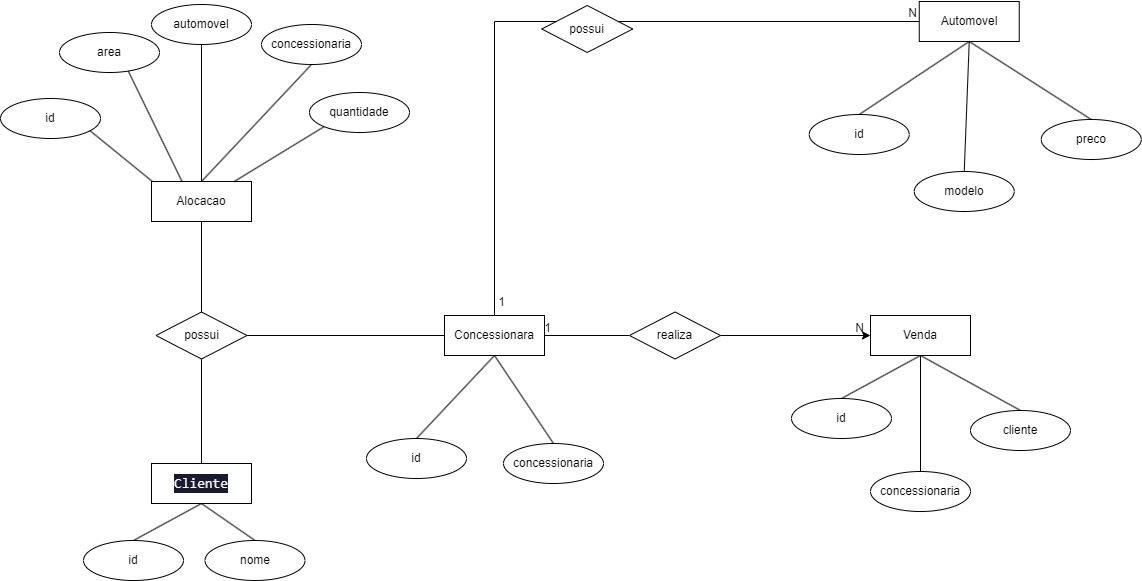 automovel
concessionaria
area
id
quantidade
Alocacao
possui
N
Automovel
id
modelo
preco
possui
1
Concessionara
1
realiza
N
Venda
id
concessionaria
id
concessionaria
cliente
Cliente
id
nome